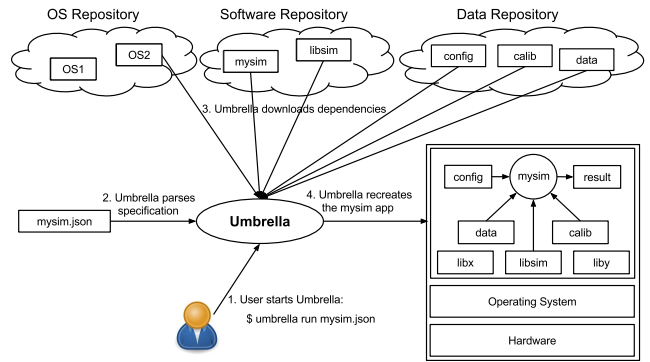 OS Repository
Software Repository
Data Repository
OS1
OS2
mysim
libsim
config
calib
data
3. Umbrella downloads dependencies
2. Umbrella parses
specification
4. Umbrella recreates
the mysim app
mysim.json
Umbrella
config
mysim
result
data
calib
libx
libsim
liby
Operating System
Hardware
1. User starts Umbrella:
$ umbrella run mysim.json